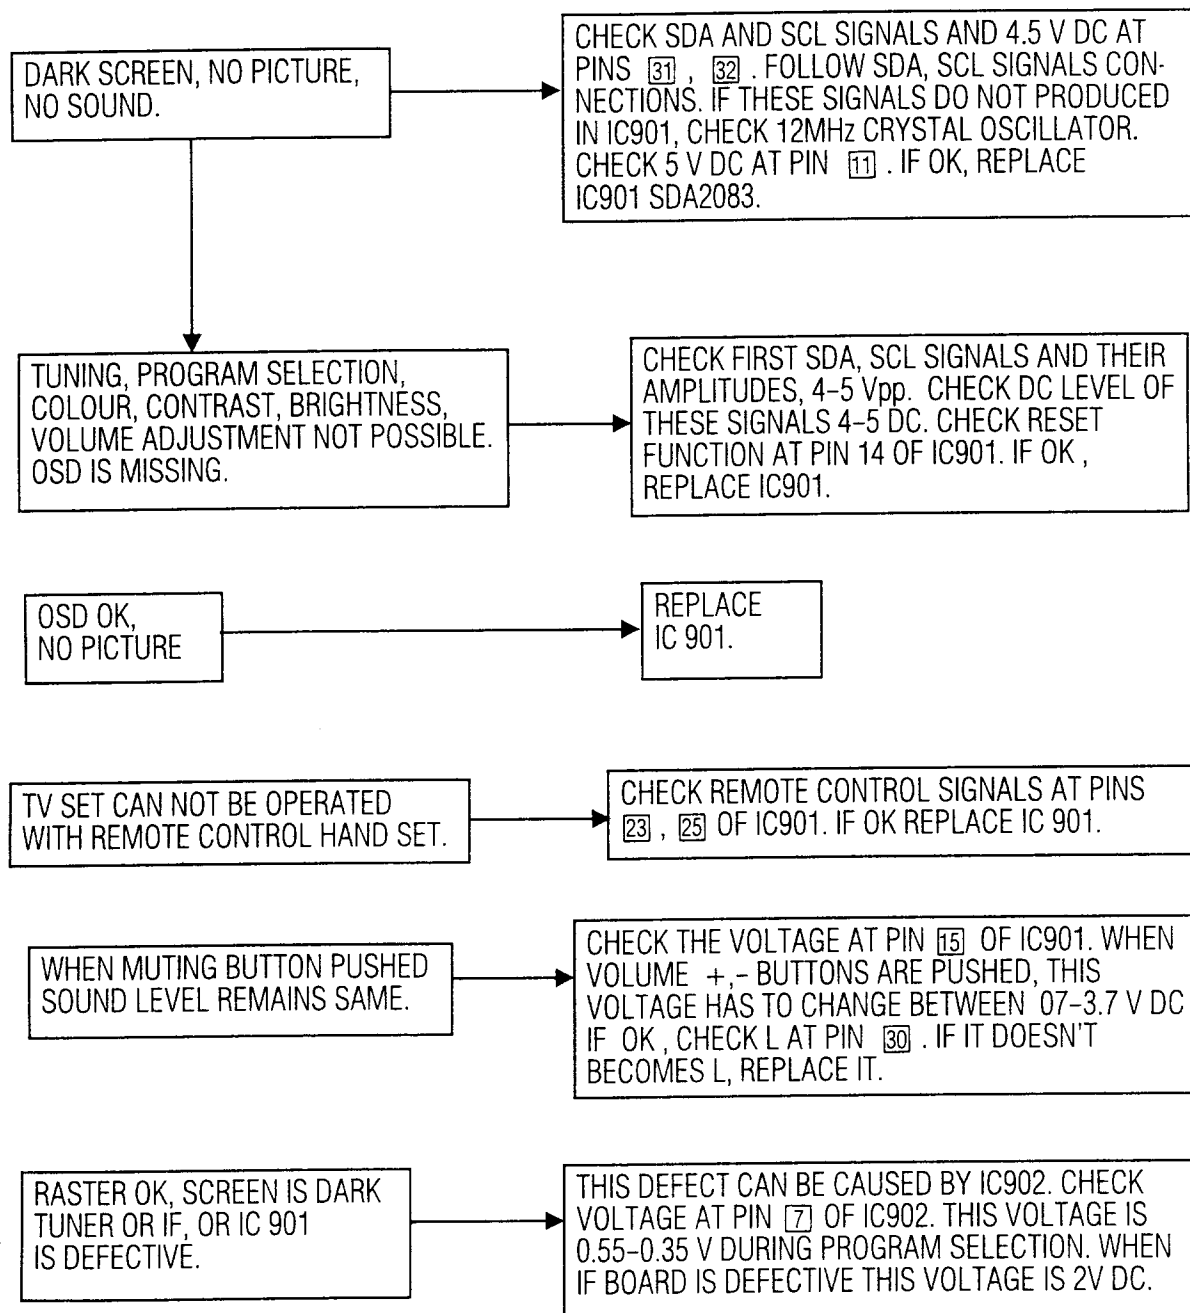 DARK SCREEN, NO PICTURE,
NO SOUND.
CHECK SDA AND SCL SIGNALS AND 4.5 V DC AT
PINS 31 , 32 . FOLLOW SDA, SCL SIGNALS CON-
NECTIONS. IF THESE SIGNALS DO NOT PRODUCED
IN IC901, CHECK 12MHz CRYSTAL OSCILLATOR.
CHECK 5 V DC AT PIN 11 . IF OK, REPLACE
IC901 SDA2083.
TUNING, PROGRAM SELECTION,
COLOUR, CONTRAST, BRIGHTNESS,
VOLUME ADJUSTMENT NOT POSSIBLE.
OSD IS MISSING.
CHECK FIRST SDA, SCL SIGNALS AND THEIR
AMPLITUDES, 4-5 Vpp. CHECK DC LEVEL OF
THESE SIGNALS 4-5 DC. CHECK RESET
FUNCTION AT PIN 14 OF IC901. IF OK ,
REPLACE IC901.
OSD OK,
NO PICTURE
REPLACE
IC 901.
TV SET CAN NOT BE OPERATED
WITH REMOTE CONTROL HAND SET.
CHECK REMOTE CONTROL SIGNALS AT PINS
23 , 25 OF IC901. IF OK REPLACE IC 901.
WHEN MUTING BUTTON PUSHED
SOUND LEVEL REMAINS SAME.
CHECK THE VOLTAGE AT PIN 15 OF IC901. WHEN
VOLUME +,- BUTTONS ARE PUSHED, THIS
VOLTAGE HAS TO CHANGE BETWEEN 07-3.7 V DC
IF OK , CHECK L AT PIN 30 . IF IT DOESN'T
BECOMES L, REPLACE IT.
RASTER OK, SCREEN IS DARK
TUNER OR IF, OR IC 901
IS DEFECTIVE.
THIS DEFECT CAN BE CAUSED BY IC902. CHECK
VOLTAGE AT PIN 7 OF IC902. THIS VOLTAGE IS
0.55-0.35 V DURING PROGRAM SELECTION. WHEN
IF BOARD IS DEFECTIVE THIS VOLTAGE IS 2V DC.